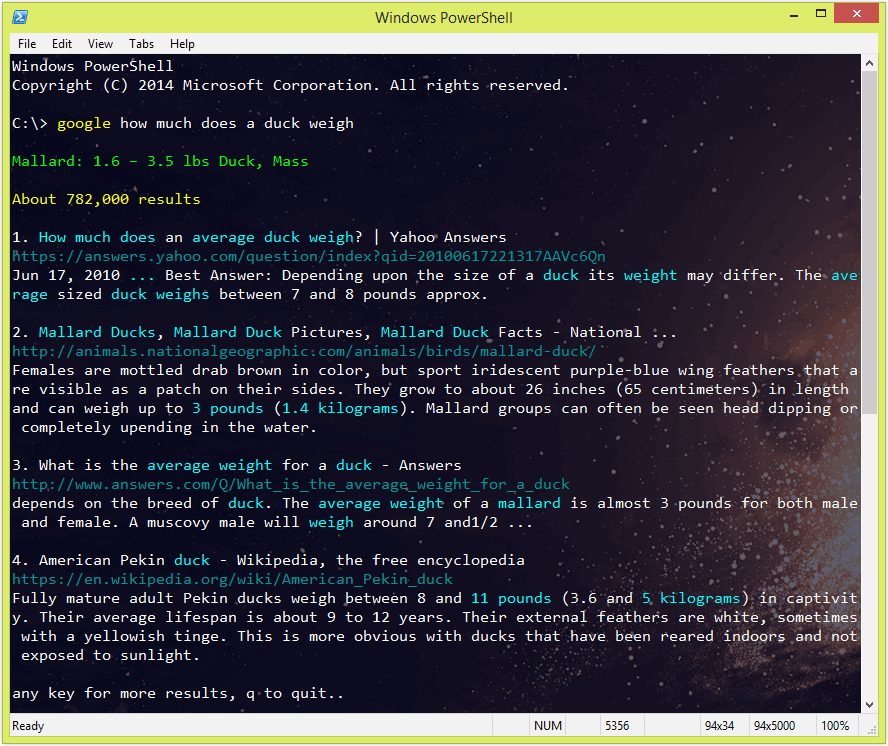 Windows PowerShell
File Edit View Tabs Help
Windows PowerShell
Copyright (C) 2014 Microsoft Corporation. All rights reserved.
C:\> google how much does a duck weigh
Mallard: 1.6 – 3.5 lbs Duck, Mass
About 782,000 results
1. How much does an average duck weigh? | Yahoo Answers
https://answers.yahoo.com/question/index?qid=20100617221317AAVc6Qn
Jun 17, 2010 ... Best Answer: Depending upon the size of a duck its weight may differ. The ave
rage sized duck weighs between 7 and 8 pounds approx.
2. Mallard Ducks, Mallard Duck Pictures, Mallard Duck Facts - National ...
http://animals.nationalgeographic.com/animals/birds/mallard-duck/
Females are mottled drab brown in color, but sport iridescent purple-blue wing feathers that a
re visible as a patch on their sides. They grow to about 26 inches (65 centimeters) in length
and can weigh up to 3 pounds (1.4 kilograms). Mallard groups can often be seen head dipping or
completely upending in the water.
3. What is the average weight for a duck - Answers
http://www.answers.com/Q/What_is_the_average_weight_for_a_duck
depends on the breed of duck. The average weight of a mallard is almost 3 pounds for both male
and female. A muscovy male will weigh around 7 and1/2 ...
4. American Pekin duck - Wikipedia, the free encyclopedia
https://en.wikipedia.org/wiki/American_Pekin_duck
Fully mature adult Pekin ducks weigh between 8 and 11 pounds (3.6 and 5 kilograms) in captivit
y. Their average lifespan is about 9 to 12 years. Their external feathers are white, sometimes
with a yellowish tinge. This is more obvious with ducks that have been reared indoors and not
exposed to sunlight.
any key for more results, q to quit..
Ready NUM 5356 94x34 94x5000 100%